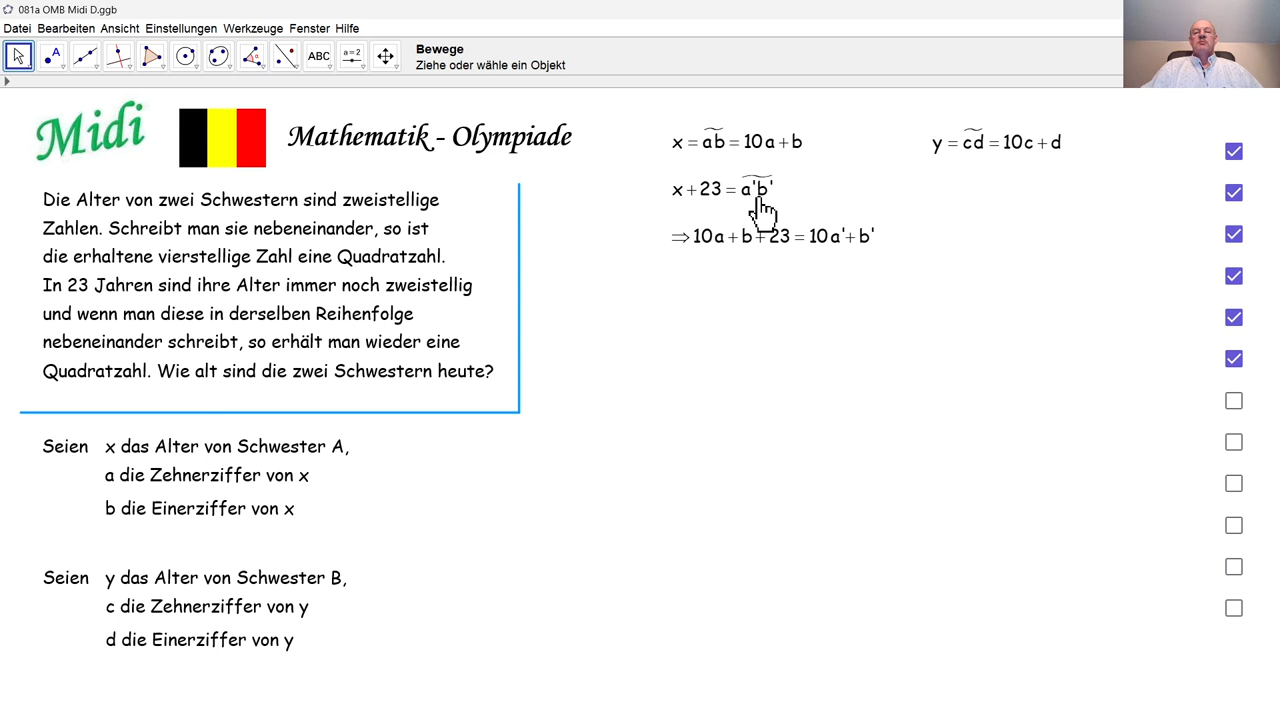 081a OMB Midi D.ggb
Datei Bearbeiten Ansicht Einstellungen Werkzeuge Fenster Hilfe
A
ABC
a=2
Bewege
Ziehe oder wähle ein Objekt
Midi
Mathematik - Olympiade
Die Alter von zwei Schwestern sind zweistellige
Zahlen. Schreibt man sie nebeneinander, so ist
die erhaltene vierstellige Zahl eine Quadratzahl.
In 23 Jahren sind ihre Alter immer noch zweistellig
und wenn man diese in derselben Reihenfolge
nebeneinander schreibt, so erhält man wieder eine
Quadratzahl. Wie alt sind die zwei Schwestern heute?
Seien x das Alter von Schwester A,
a die Zehnerziffer von x
b die Einerziffer von x
Seien y das Alter von Schwester B,
c die Zehnerziffer von y
d die Einerziffer von y
x = ab = 10a + b
y = cd = 10c + d
x + 23 = a'b'
⇒ 10a + b + 23 = 10a' + b'